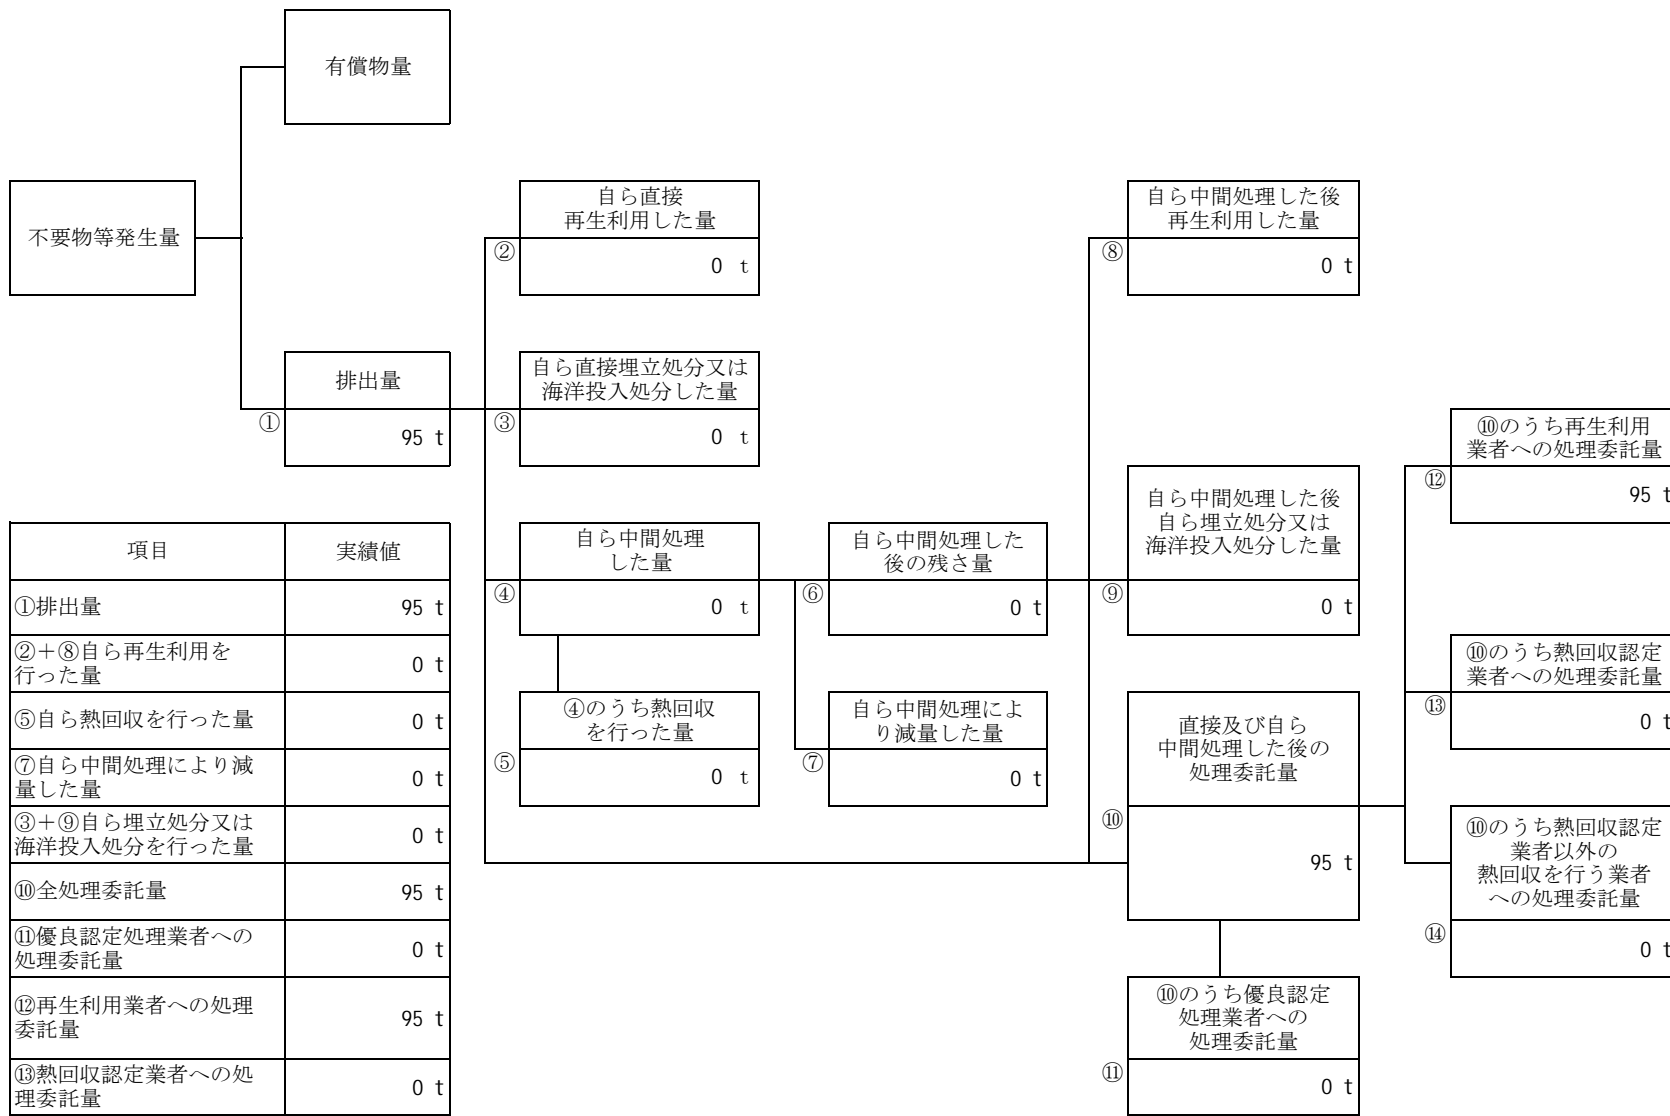 有償物量
不要物等発生量
自ら直接
再生利用した量
②
0 t
自ら中間処理した後
再生利用した量
⑧
0 t
排出量
①
95 t
自ら直接埋立処分又は
海洋投入処分した量
③
0 t
⑩のうち再生利用
業者への処理委託量
⑫
95 t
自ら中間処理した後
自ら埋立処分又は
海洋投入処分した量
⑨
0 t
自ら中間処理
した量
④
0 t
自ら中間処理した
後の残さ量
⑥
0 t
⑩のうち熱回収認定
業者への処理委託量
⑬
0 t
④のうち熱回収
を行った量
⑤
0 t
自ら中間処理によ
り減量した量
⑦
0 t
直接及び自ら
中間処理した後の
処理委託量
⑩
95 t
⑩のうち熱回収認定
業者以外の
熱回収を行う業者
への処理委託量
⑭
0 t
⑩のうち優良認定
処理業者への
処理委託量
⑪
0 t
項目 実績値
①排出量 95 t
②＋⑧自ら再生利用を
行った量 0 t
⑤自ら熱回収を行った量 0 t
⑦自ら中間処理により減
量した量 0 t
③＋⑨自ら埋立処分又は
海洋投入処分を行った量 0 t
⑩全処理委託量 95 t
⑪優良認定処理業者への
処理委託量 0 t
⑫再生利用業者への処理
委託量 95 t
⑬熱回収認定業者への処
理委託量 0 t